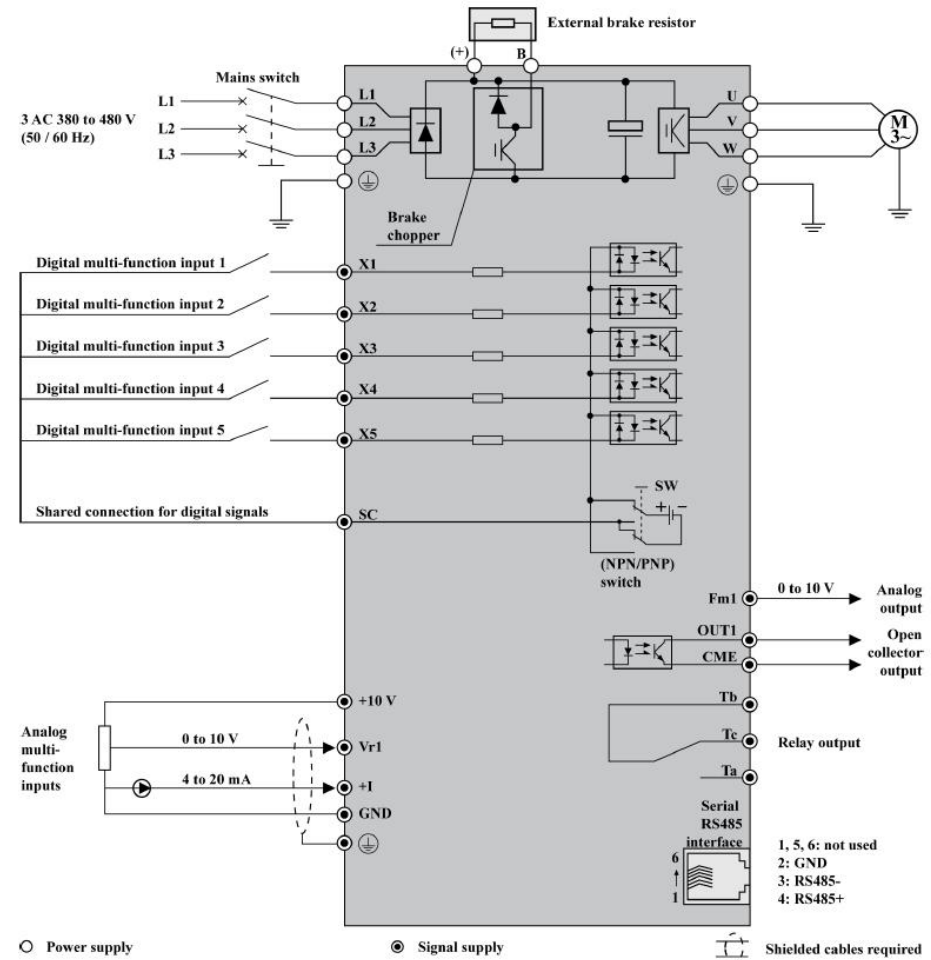 External brake resistor
(+)
B
Mains switch
L1
L1
U
3 AC 380 to 480 V
(50 / 60 Hz)
L2
L2
V
M
3~
L3
L3
W
Brake
chopper
Digital multi-function input 1
X1
Digital multi-function input 2
X2
Digital multi-function input 3
X3
Digital multi-function input 4
X4
Digital multi-function input 5
X5
SW
+ −
Shared connection for digital signals
SC
(NPN/PNP)
switch
Fm1
0 to 10 V
Analog
output
OUT1
CME
Open
collector
output
+10 V
Tb
Analog
multi-
function
inputs
0 to 10 V
Vr1
Tc
Relay output
4 to 20 mA
+I
Ta
GND
Serial
RS485
interface
6
1
1, 5, 6: not used
2: GND
3: RS485-
4: RS485+
Power supply
Signal supply
Shielded cables required